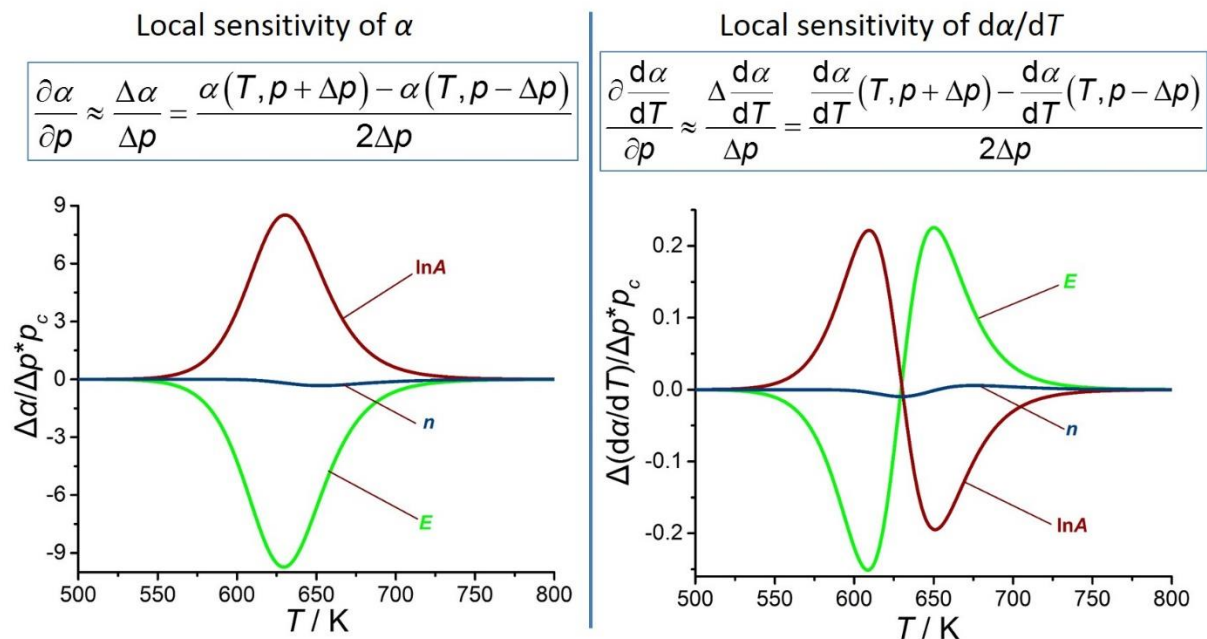 Local sensitivity of α
∂α/∂p ≈ Δα/Δp = (α(T, p + Δp) − α(T, p − Δp))/(2Δp)
9
6
3
0
-3
-6
-9
Δα/Δp*p_c
lnA
n
E
500
550
600
650
700
750
800
T / K
Local sensitivity of dα/dT
∂(dα/dT)/∂p ≈ Δ(dα/dT)/Δp = (dα/dT(T, p + Δp) − dα/dT(T, p − Δp))/(2Δp)
0.2
0.1
0.0
-0.1
-0.2
Δ(dα/dT)/Δp*p_c
E
n
lnA
500
550
600
650
700
750
800
T / K